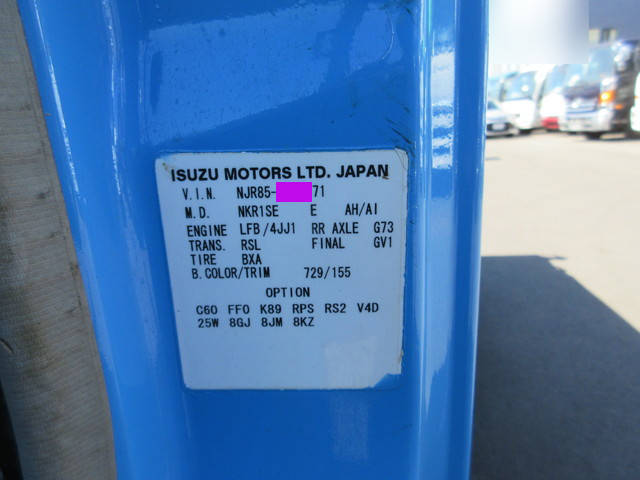 ISUZU MOTORS LTD. JAPAN
V.I.N. NJR85- 71
M.D. NKR1SE E AH/AI
ENGINE LFB/4JJ1 RR AXLE G73
TRANS. RSL FINAL GV1
TIRE BXA
B.COLOR/TRIM 729/155
OPTION
C60 FF0 K89 RPS RS2 V4D
25W 8GJ 8JM 8KZ